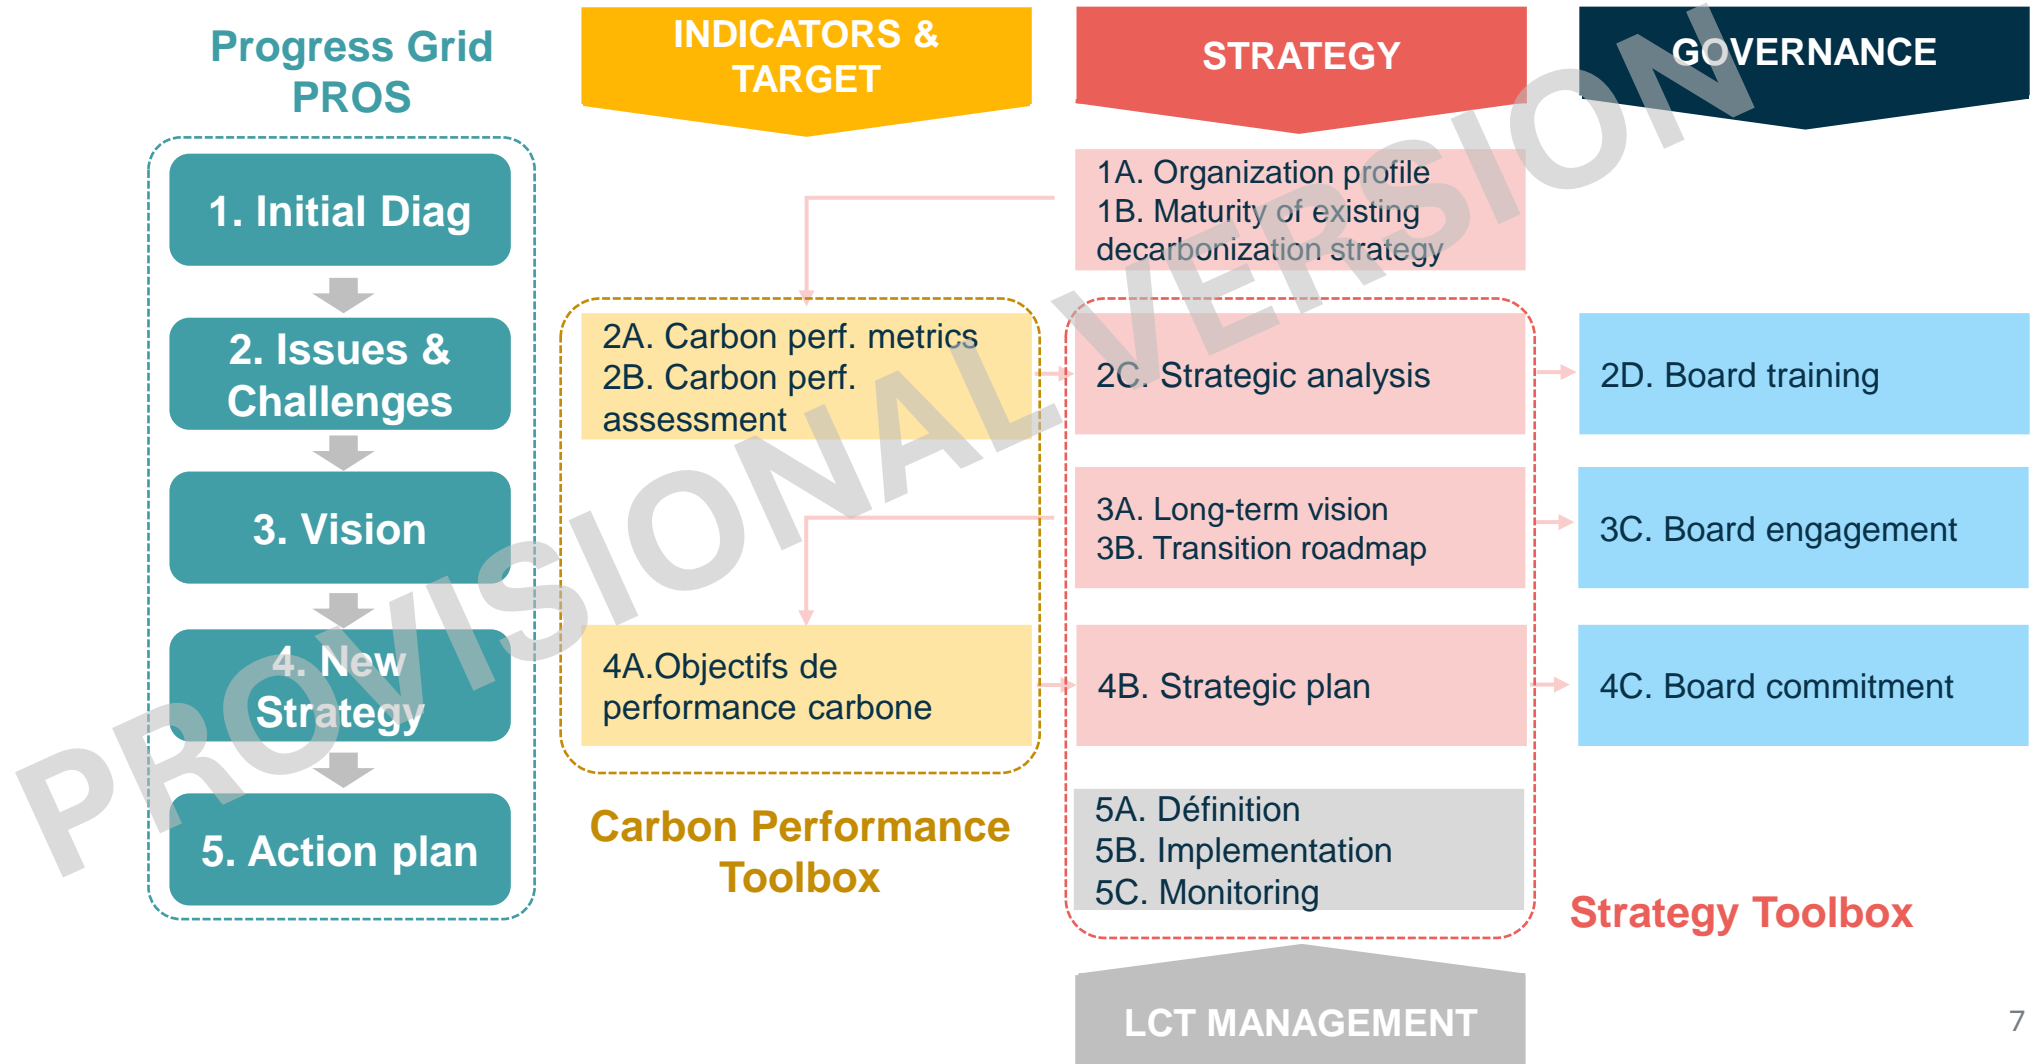 Progress Grid
PROS
1. Initial Diag
2. Issues &
Challenges
3. Vision
4. New
Strategy
5. Action plan
INDICATORS &
TARGET
2A. Carbon perf. metrics
2B. Carbon perf.
assessment
4A.Objectifs de
performance carbone
Carbon Performance
Toolbox
STRATEGY
1A. Organization profile
1B. Maturity of existing
decarbonization strategy
2C. Strategic analysis
3A. Long-term vision
3B. Transition roadmap
4B. Strategic plan
5A. Définition
5B. Implementation
5C. Monitoring
LCT MANAGEMENT
GOVERNANCE
2D. Board training
3C. Board engagement
4C. Board commitment
Strategy Toolbox
PROVISIONAL VERSION
7